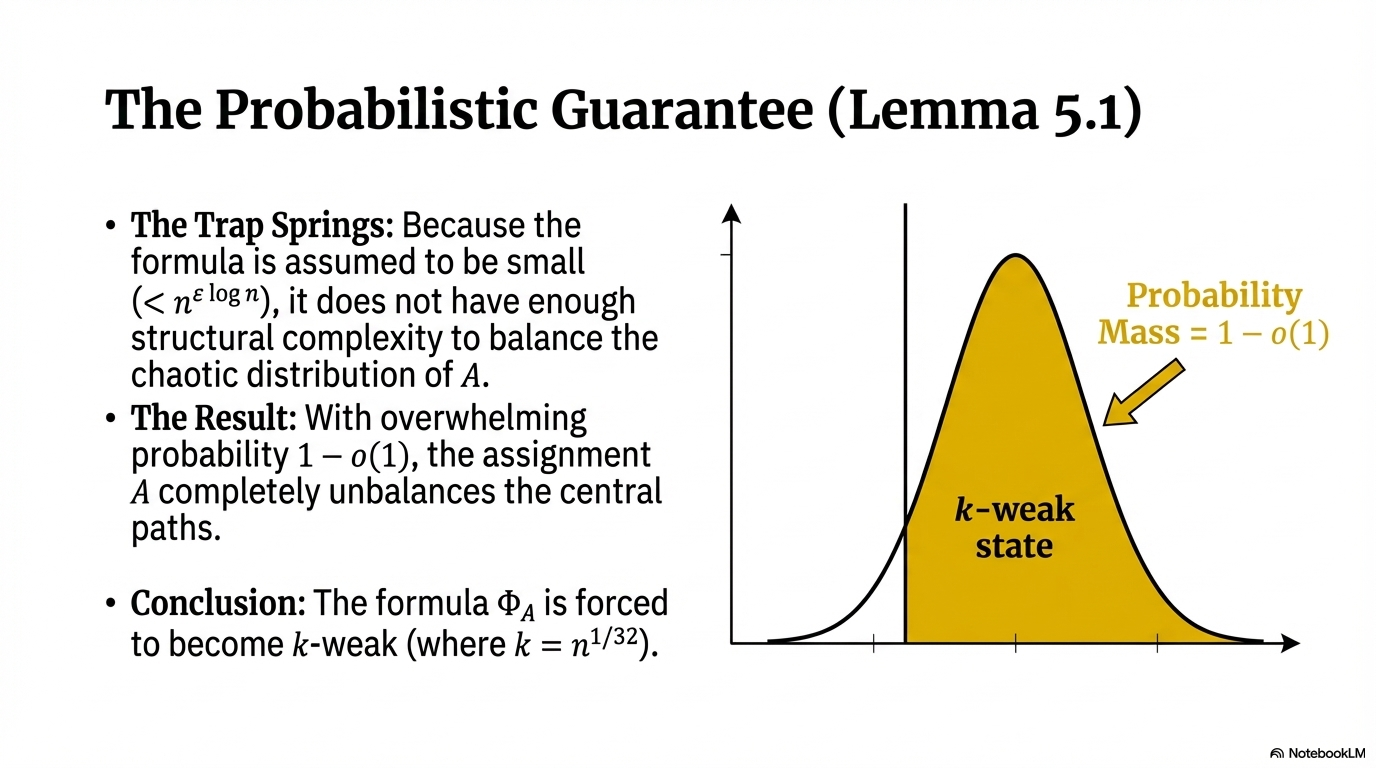 The Probabilistic Guarantee (Lemma 5.1)
• The Trap Springs: Because the
formula is assumed to be small
(< n^{ε log n}), it does not have enough
structural complexity to balance the
chaotic distribution of A.
• The Result: With overwhelming
probability 1 − o(1), the assignment
A completely unbalances the central
paths.
• Conclusion: The formula Φ_A is forced
to become k-weak (where k = n^{1/32}).
Probability
Mass = 1 − o(1)
k-weak
state
NotebookLM